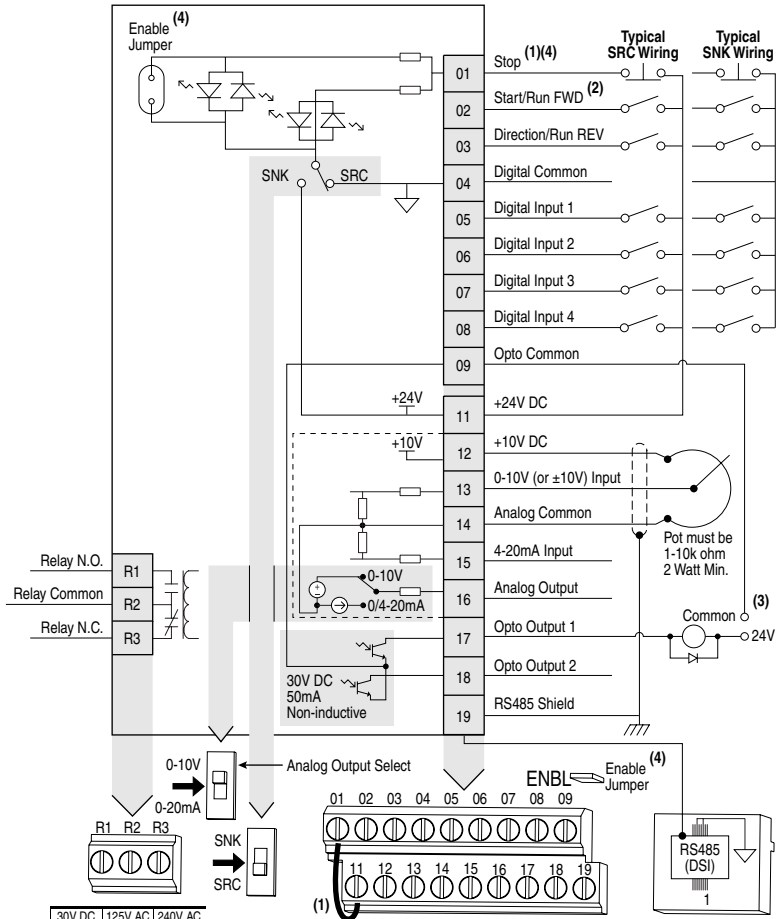 Enable Jumper (4)
Typical SRC Wiring
Typical SNK Wiring
01 Stop (1)(4)
02 Start/Run FWD (2)
03 Direction/Run REV
SNK SRC
04 Digital Common
05 Digital Input 1
06 Digital Input 2
07 Digital Input 3
08 Digital Input 4
09 Opto Common
+24V
11 +24V DC
+10V
12 +10V DC
13 0-10V (or ±10V) Input
14 Analog Common
Pot must be
1-10k ohm
2 Watt Min.
15 4-20mA Input
0-10V
0/4-20mA
16 Analog Output
Relay N.O. R1
Relay Common R2
Relay N.C. R3
17 Opto Output 1
Common (3)
24V
18 Opto Output 2
30V DC
50mA
Non-inductive
19 RS485 Shield
0-10V
0-20mA
Analog Output Select
ENBL Enable Jumper (4)
R1 R2 R3
SNK
SRC
01 02 03 04 05 06 07 08 09
11 12 13 14 15 16 17 18 19
(1)
RS485
(DSI)
1
30V DC 125V AC 240V AC